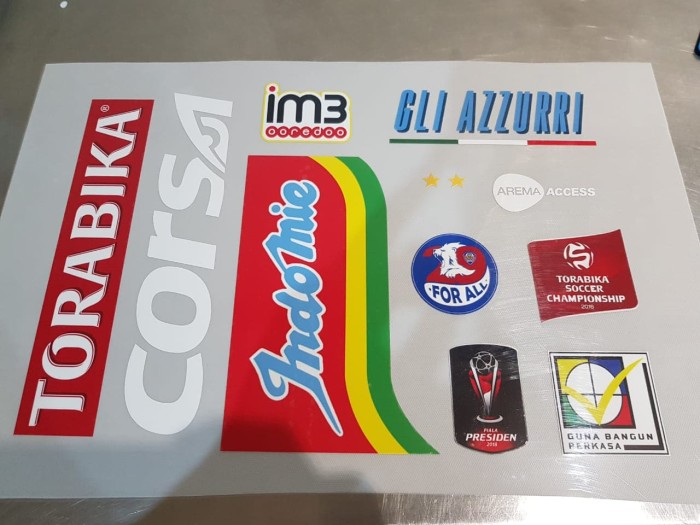 TORABIKA®
corsa
im3
ooredoo
GLI AZZURRI
Indomie
AREMA ACCESS
·FOR ALL·
TORABIKA
SOCCER
CHAMPIONSHIP
2016
PIALA
PRESIDEN
2018
GUNA BANGUN
PERKASA